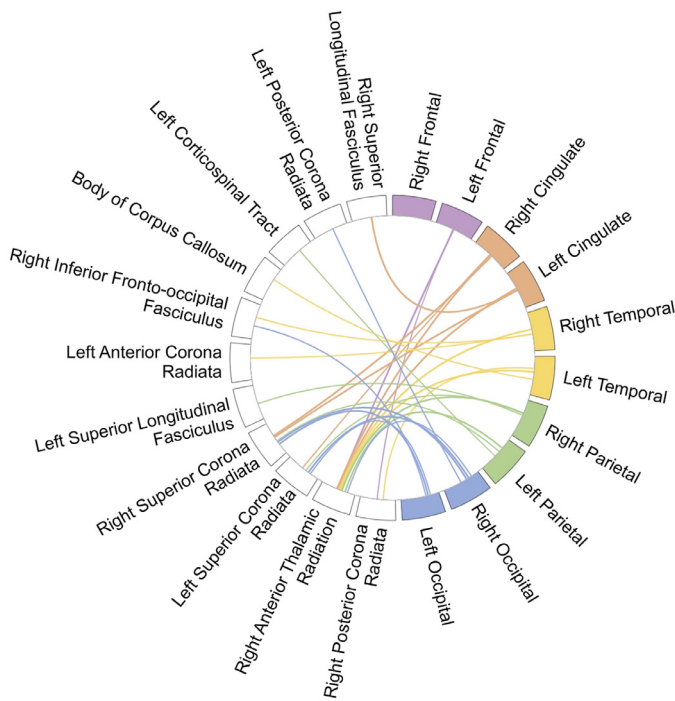 Right Frontal
Left Frontal
Right Cingulate
Left Cingulate
Right Temporal
Left Temporal
Right Parietal
Left Parietal
Right Occipital
Left Occipital
Right Posterior Corona
Radiata
Right Anterior Thalamic
Radiation
Left Superior Corona
Radiata
Right Superior Corona
Radiata
Left Superior Longitudinal
Fasciculus
Left Anterior Corona
Radiata
Right Inferior Fronto-occipital
Fasciculus
Body of Corpus Callosum
Left Corticospinal Tract
Left Posterior Corona
Radiata
Right Superior
Longitudinal Fasciculus